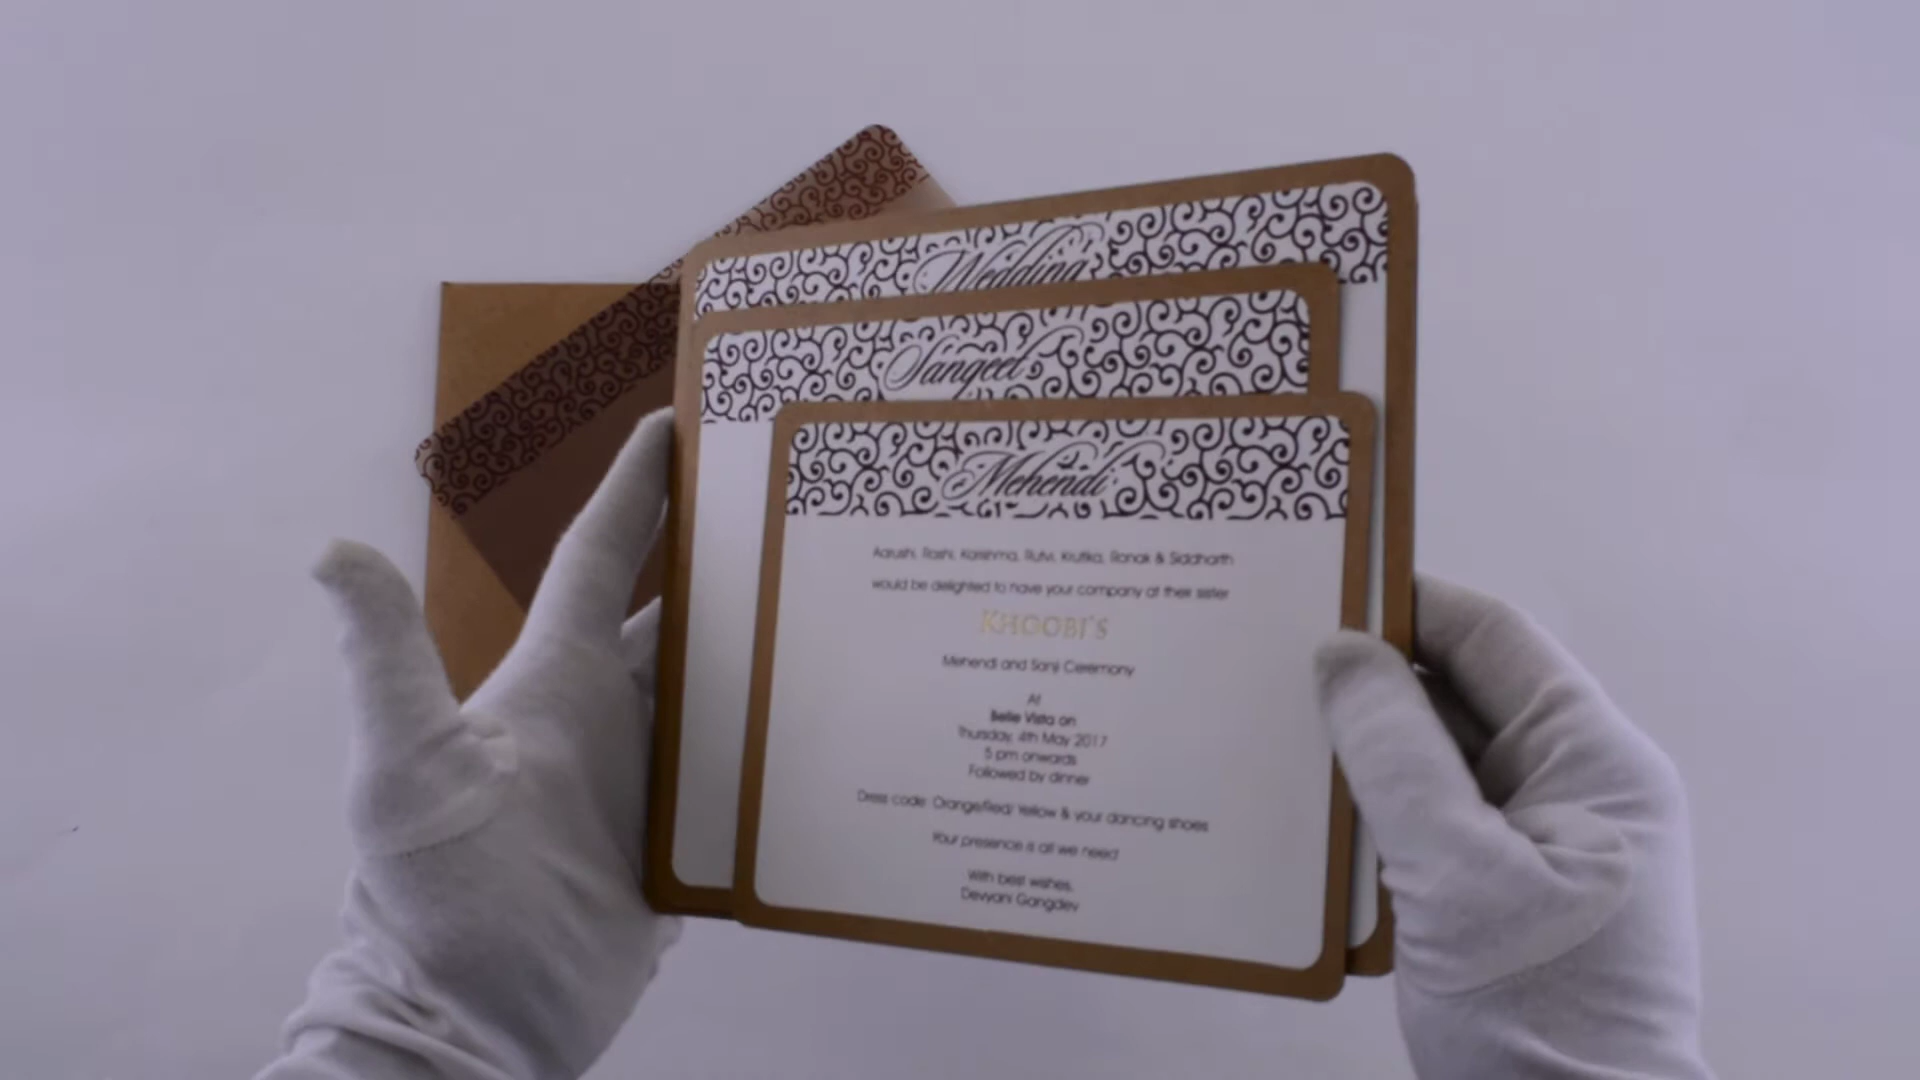 Wedding
Sangeet
Mehendi
Aarushi, Rashi, Karishma, Rutvi, Krutika, Ronak & Siddharth
would be delighted to have your company at their sister
KHOOBI'S
Mehendi and Sanji Ceremony
At
Belle Vista on
Thursday, 4th May 2017
5 pm onwards
Followed by dinner
Dress code: Orange/Red/ Yellow & your dancing shoes
Your presence is all we need
With best wishes,
Devyani Gangdev